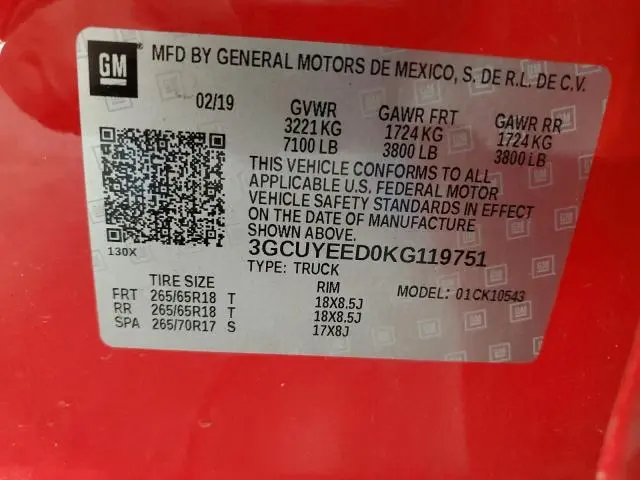 GM ® MFD BY GENERAL MOTORS DE MEXICO, S. DE R.L. DE C.V.
02/19 GVWR GAWR FRT GAWR RR
3221 KG 1724 KG 1724 KG
7100 LB 3800 LB 3800 LB
THIS VEHICLE CONFORMS TO ALL
APPLICABLE U.S. FEDERAL MOTOR
VEHICLE SAFETY STANDARDS IN EFFECT
ON THE DATE OF MANUFACTURE
SHOWN ABOVE.
130X 3GCUYEED0KG119751
TYPE: TRUCK
TIRE SIZE RIM MODEL: 01CK10543
FRT 265/65R18 T 18X8.5J
RR 265/65R18 T 18X8.5J
SPA 265/70R17 S 17X8J